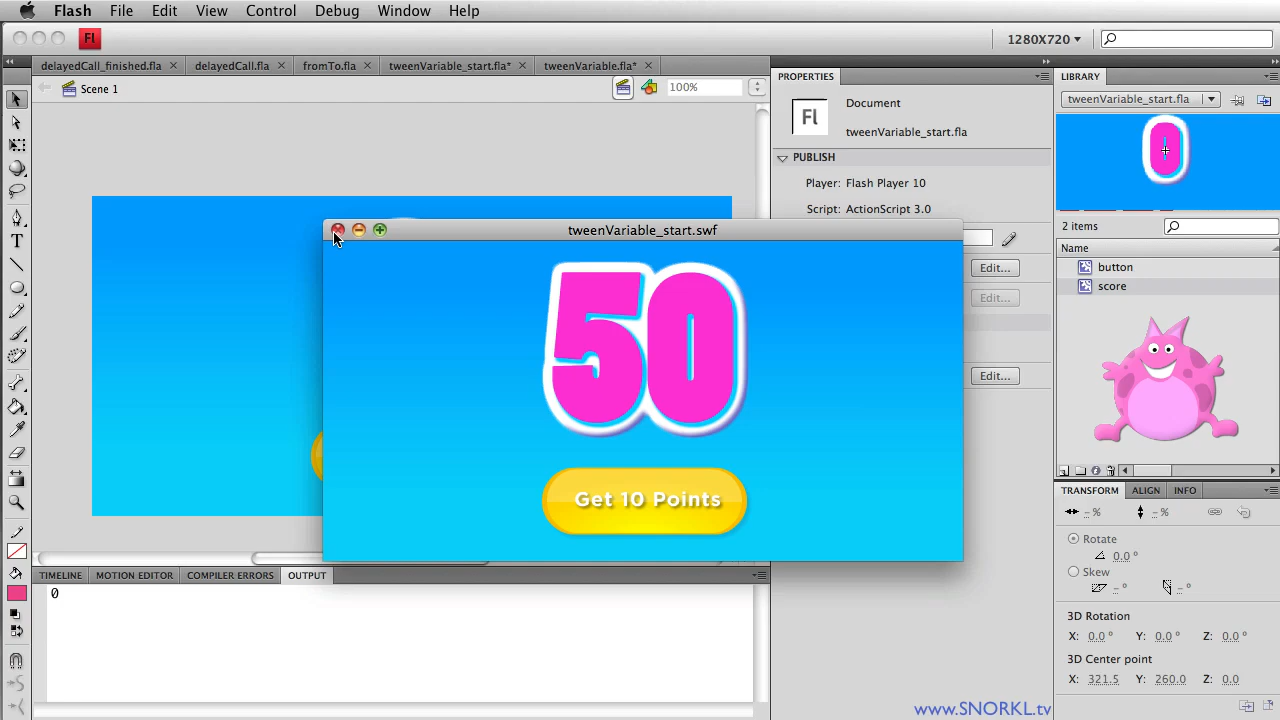 Flash File Edit View Control Debug Window Help
Fl 1280X720
delayedCall_finished.fla delayedCall.fla fromTo.fla tweenVariable_start.fla* tweenVariable.fla*
Scene 1 100%
PROPERTIES
Fl
Document
tweenVariable_start.fla
PUBLISH
Player: Flash Player 10
Script: ActionScript 3.0
Edit...
Edit...
Edit...
LIBRARY
tweenVariable_start.fla
0
2 items
Name
button
score
tweenVariable_start.swf
50
Get 10 Points
TRANSFORM ALIGN INFO
- % - %
Rotate
0.0 °
Skew
- ° - °
3D Rotation
X: 0.0 ° Y: 0.0 ° Z: 0.0 °
3D Center point
X: 321.5 Y: 260.0 Z: 0.0
TIMELINE MOTION EDITOR COMPILER ERRORS OUTPUT
0
www.SNORKL.tv